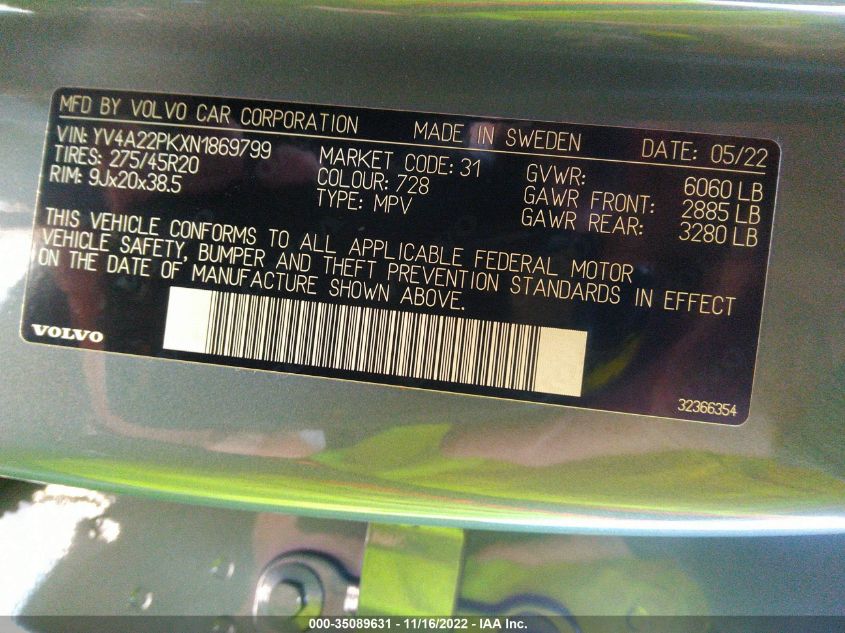 MFD BY VOLVO CAR CORPORATION MADE IN SWEDEN DATE: 05/22
VIN: YV4A22PKXN1869799 MARKET CODE: 31 GVWR: 6060 LB
TIRES: 275/45R20 COLOUR: 728 GAWR FRONT: 2885 LB
RIM: 9Jx20x38.5 TYPE: MPV GAWR REAR: 3280 LB
THIS VEHICLE CONFORMS TO ALL APPLICABLE FEDERAL MOTOR
VEHICLE SAFETY, BUMPER AND THEFT PREVENTION STANDARDS IN EFFECT
ON THE DATE OF MANUFACTURE SHOWN ABOVE.
VOLVO
32366354
000-35089631 - 11/16/2022 - IAA Inc.